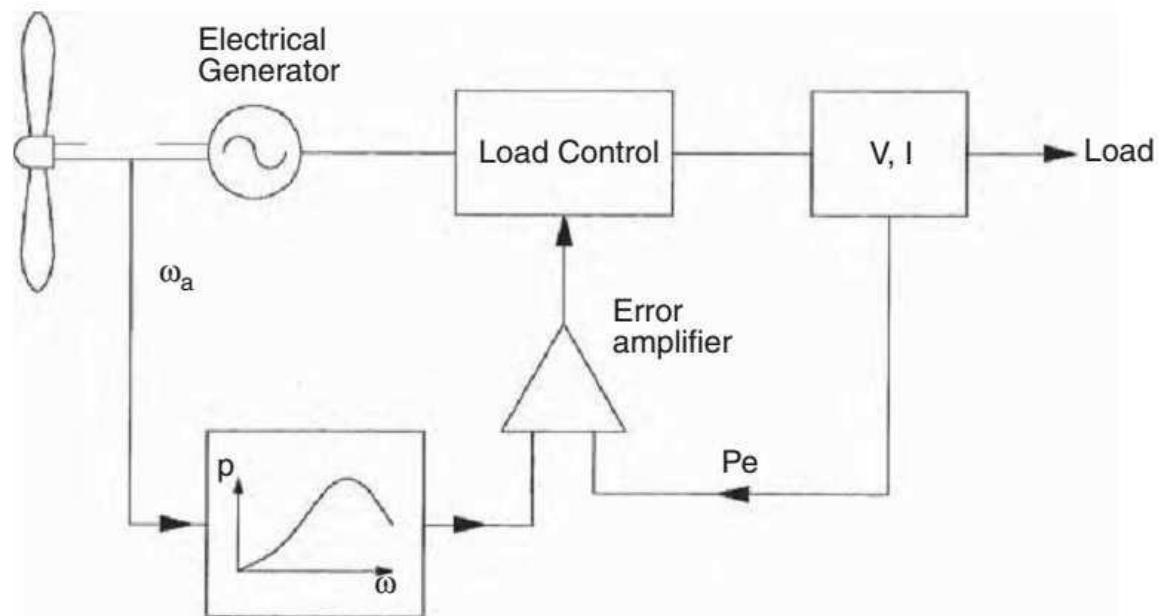 Electrical
Generator
Load Control
V, I
Load
ωa
Error
amplifier
Pe
p
ω